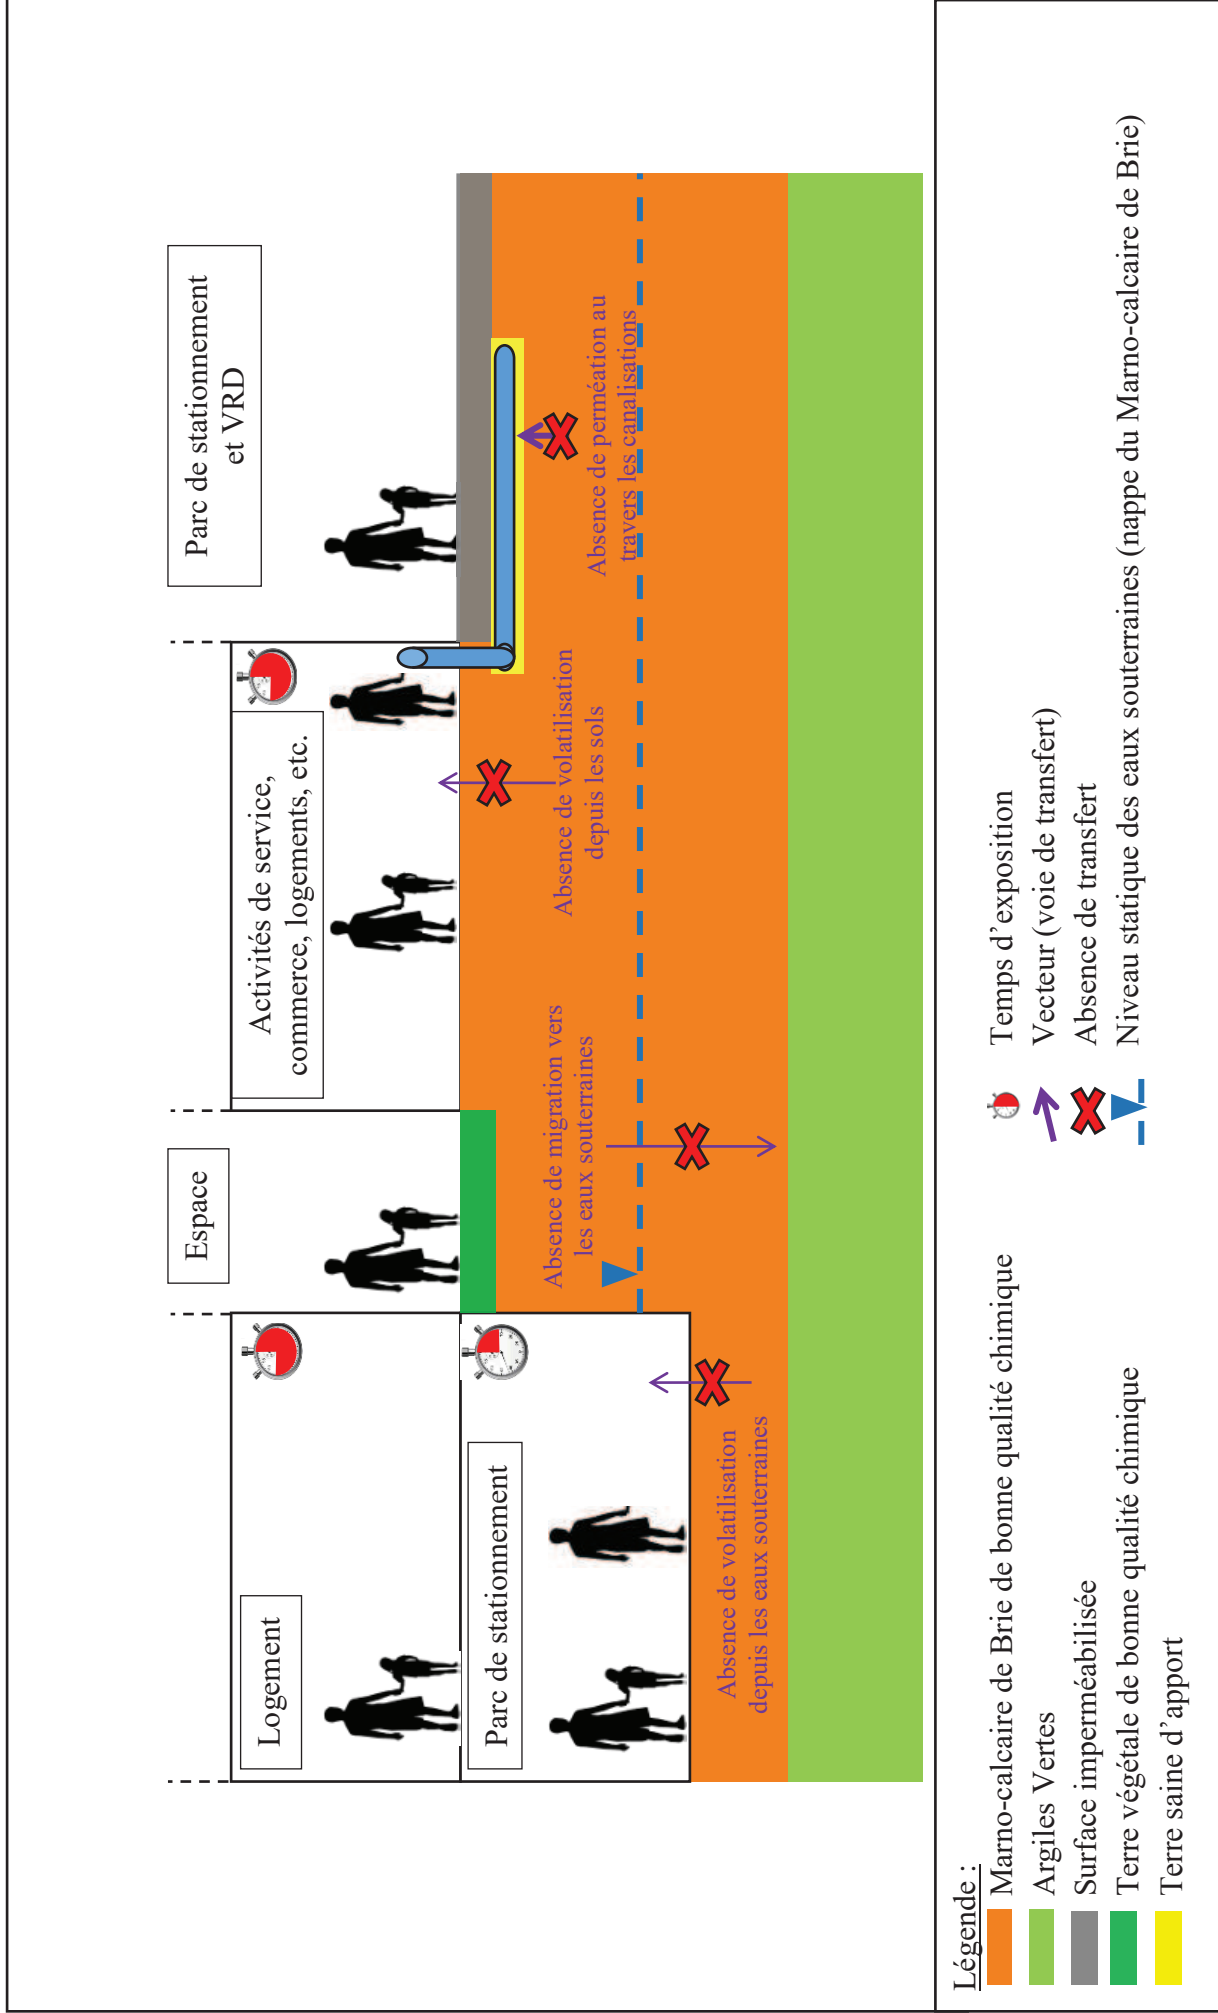 Logement
Parc de stationnement
Espace
Activités de service,
commerce, logements, etc.
Parc de stationnement
et VRD
Absence de volatilisation
depuis les eaux souterraines
Absence de migration vers
les eaux souterraines
Absence de volatilisation
depuis les sols
Absence de perméation au
travers les canalisations
Légende :
Marno-calcaire de Brie de bonne qualité chimique
Argiles Vertes
Surface imperméabilisée
Terre végétale de bonne qualité chimique
Terre saine d’apport
Temps d’exposition
Vecteur (voie de transfert)
Absence de transfert
Niveau statique des eaux souterraines (nappe du Marno-calcaire de Brie)